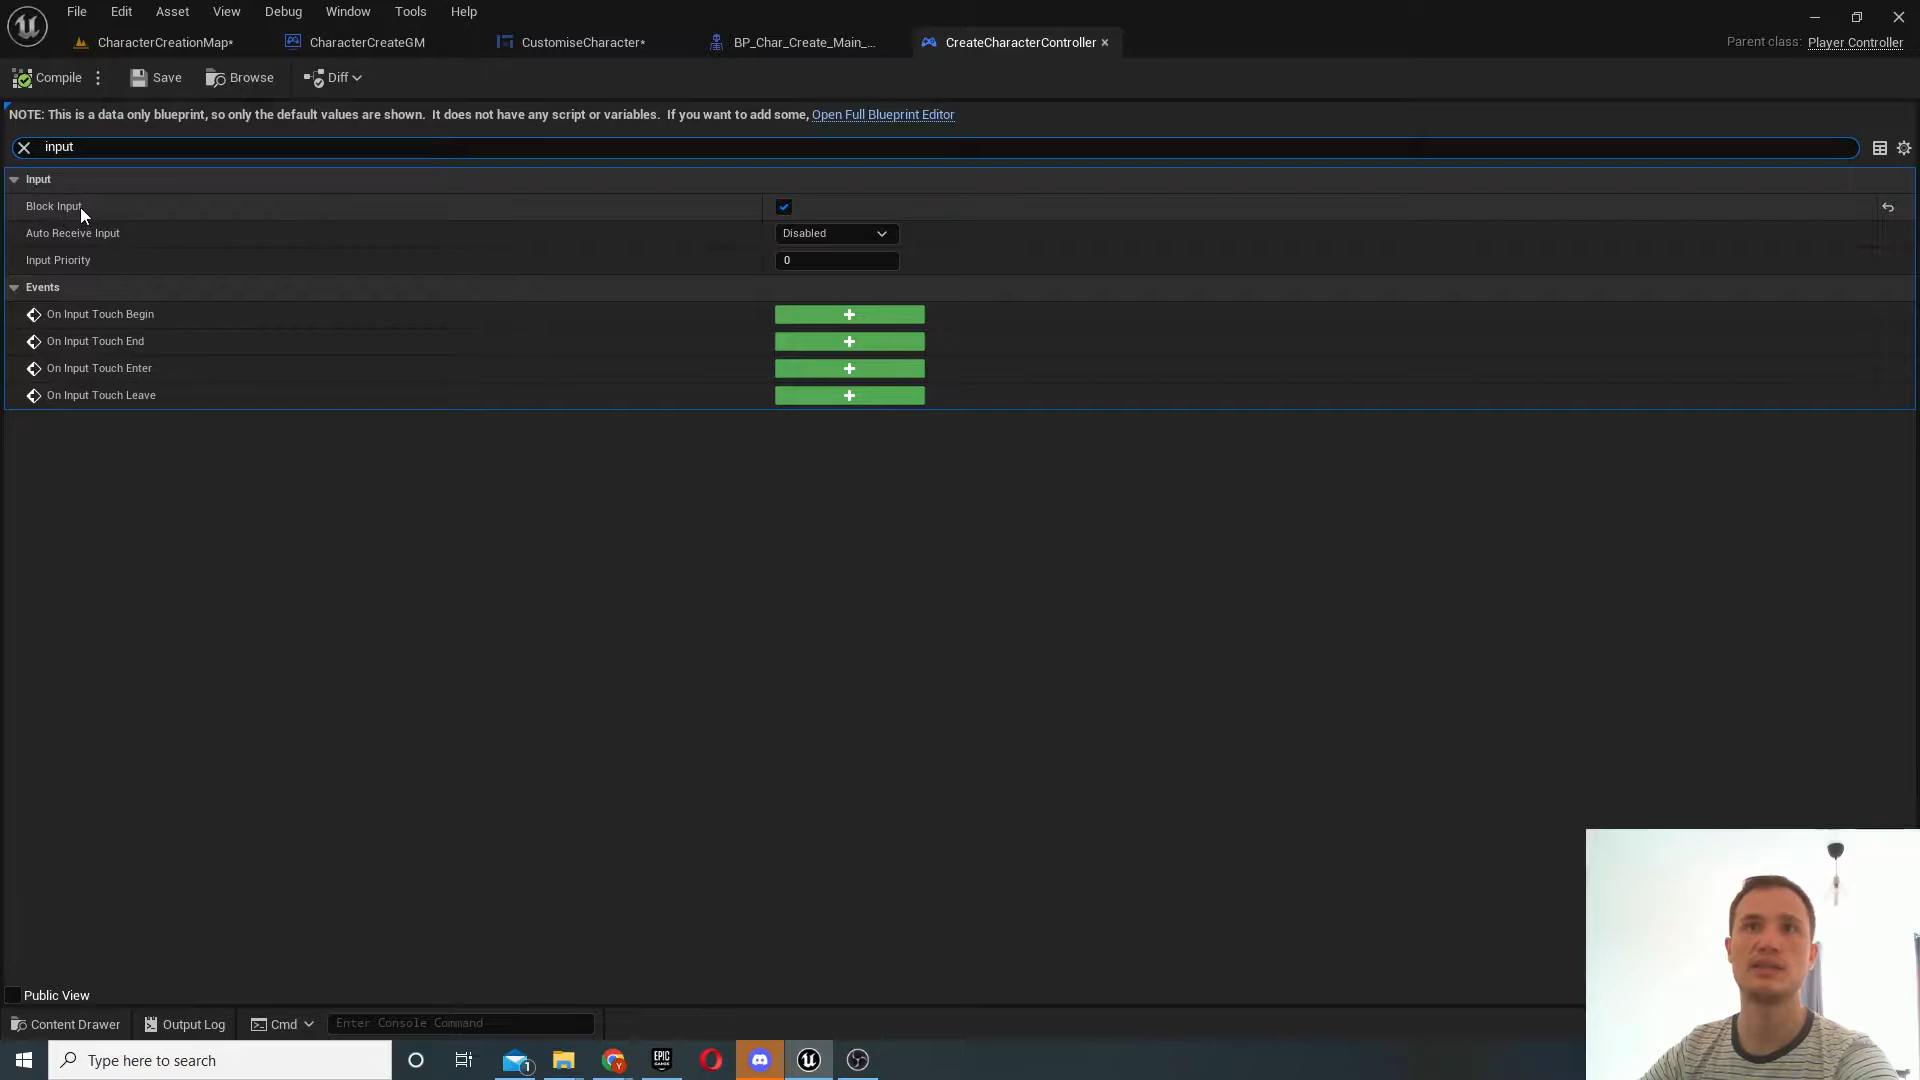 File Edit Asset View Debug Window Tools Help
CharacterCreationMap* CharacterCreateGM CustomiseCharacter* BP_Char_Create_Main_... CreateCharacterController × Parent class: Player Controller
Compile Save Browse Diff
NOTE: This is a data only blueprint, so only the default values are shown. It does not have any script or variables. If you want to add some, Open Full Blueprint Editor
input
Input
Block Input
Auto Receive Input Disabled
Input Priority 0
Events
On Input Touch Begin
On Input Touch End
On Input Touch Enter
On Input Touch Leave
Public View
Content Drawer Output Log Cmd Enter Console Command
Type here to search 1 EPIC GAMES